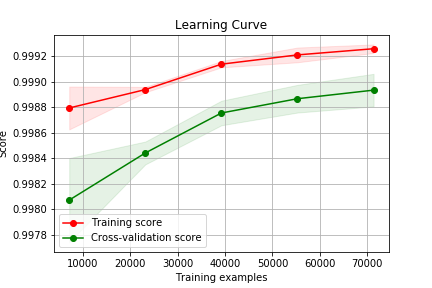 Learning Curve
0.9992
0.9990
0.9988
0.9986
0.9984
0.9982
0.9980
0.9978
Score
Training score
Cross-validation score
10000 20000 30000 40000 50000 60000 70000
Training examples